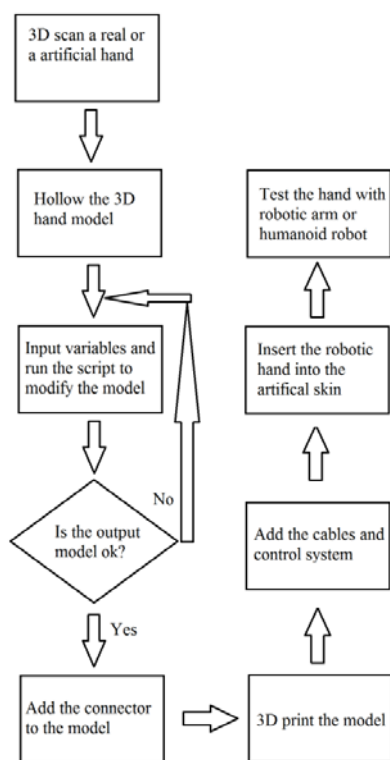 3D scan a real or
a artificial hand
Hollow the 3D
hand model
Input variables and
run the script to
modify the model
Is the output
model ok?
No
Yes
Add the connector
to the model
3D print the model
Add the cables and
control system
Insert the robotic
hand into the
artifical skin
Test the hand with
robotic arm or
humanoid robot